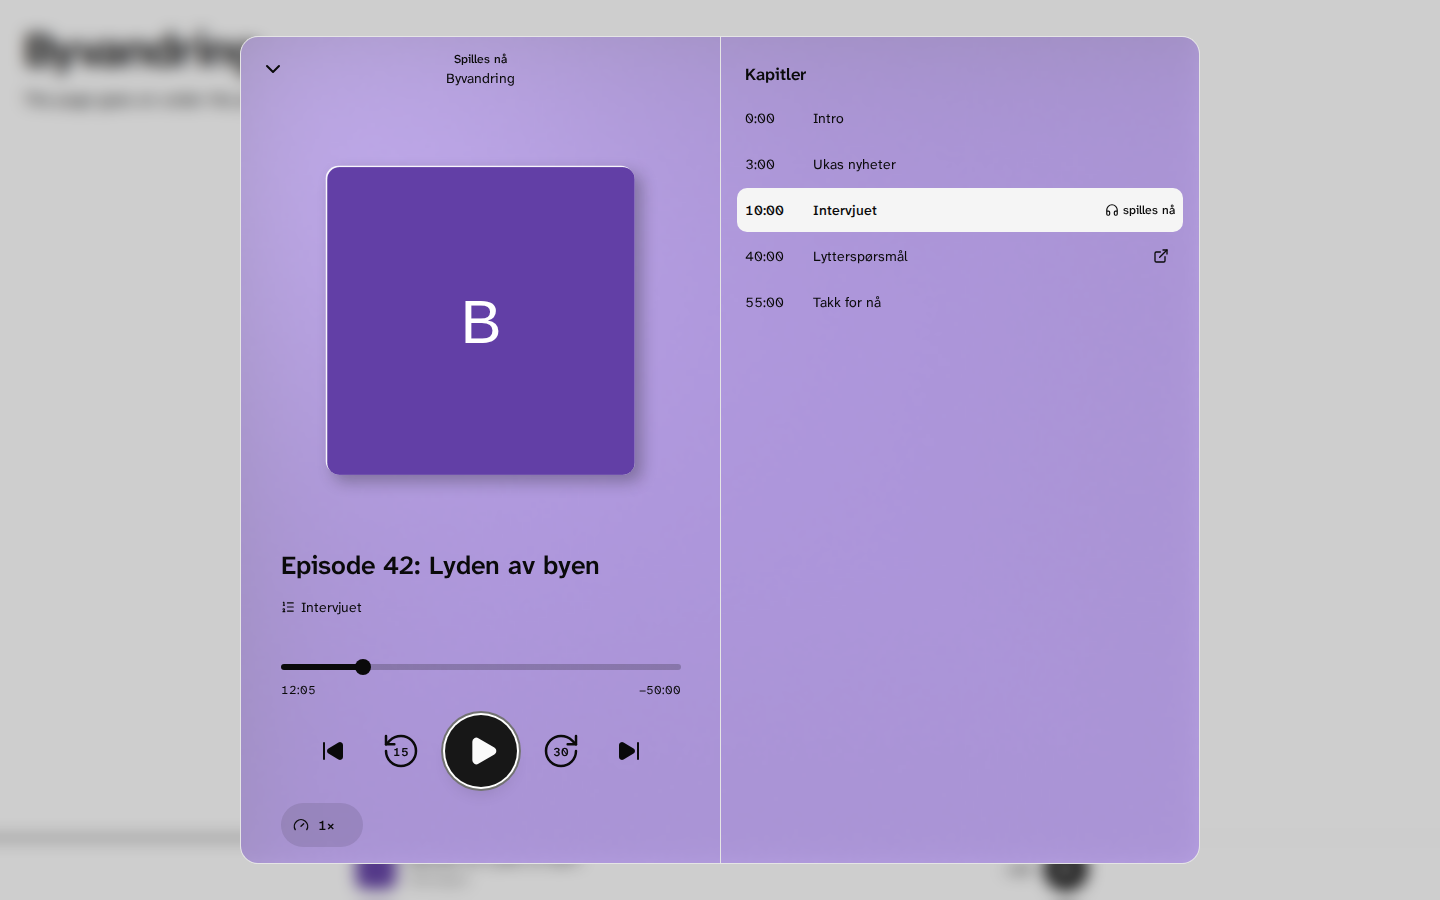 Byvandring
Spilles nå
Byvandring
B
Episode 42: Lyden av byen
Intervjuet
12:05
−50:00
15
30
1×
Kapitler
0:00 Intro
3:00 Ukas nyheter
10:00 Intervjuet spilles nå
40:00 Lytterspørsmål
55:00 Takk for nå